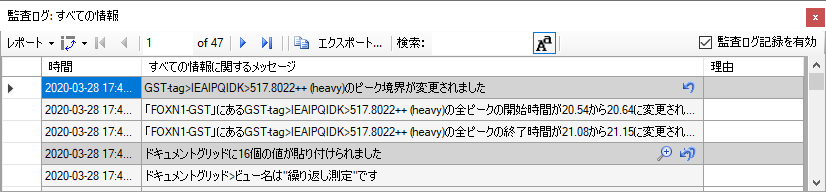 監査ログ: すべての情報
レポート 1 of 47 エクスポート... 検索: Aa 監査ログ記録を有効
時間 すべての情報に関するメッセージ 理由
2020-03-28 17:4... GST-tag>IEAIPQIDK>517.8022++ (heavy)のピーク境界が変更されました
2020-03-28 17:4... 「FOXN1-GST」にあるGST-tag>IEAIPQIDK>517.8022++ (heavy)の全ピークの開始時間が20.54から20.64に変更され...
2020-03-28 17:4... 「FOXN1-GST」にあるGST-tag>IEAIPQIDK>517.8022++ (heavy)の全ピークの終了時間が21.08から21.15に変更され...
2020-03-28 17:4... ドキュメントグリッドに16個の値が貼り付けられました
2020-03-28 17:4... ドキュメントグリッド>ビュー名は"繰り返し測定"です